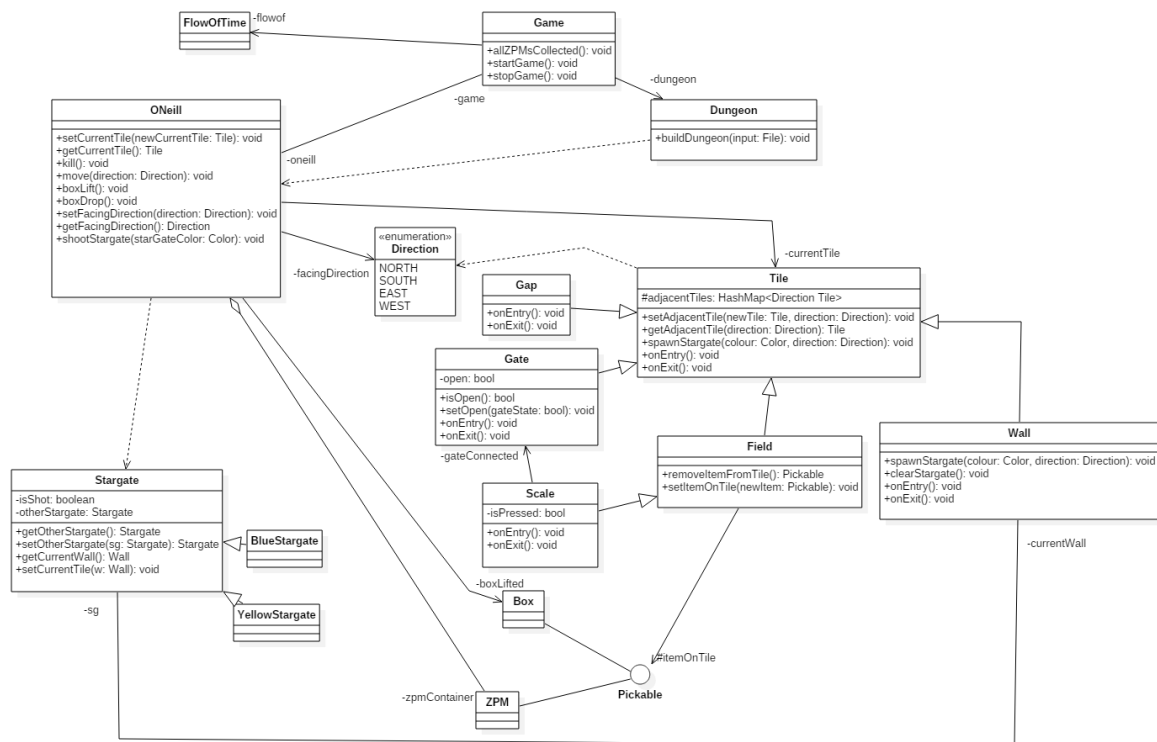 FlowOfTime
-flowof
Game
+allZPMsCollected(): void
+startGame(): void
+stopGame(): void
-dungeon
-game
Dungeon
+buildDungeon(input: File): void
ONeill
+setCurrentTile(newCurrentTile: Tile): void
+getCurrentTile(): Tile
+kill(): void
+move(direction: Direction): void
+boxLift(): void
+boxDrop(): void
+setFacingDirection(direction: Direction): void
+getFacingDirection(): Direction
+shootStargate(starGateColor: Color): void
-oneill
«enumeration»
Direction
NORTH
SOUTH
EAST
WEST
-facingDirection
-currentTile
Tile
#adjacentTiles: HashMap<Direction Tile>
+setAdjacentTile(newTile: Tile, direction: Direction): void
+getAdjacentTile(direction: Direction): Tile
+spawnStargate(colour: Color, direction: Direction): void
+onEntry(): void
+onExit(): void
Gap
+onEntry(): void
+onExit(): void
Gate
-open: bool
+isOpen(): bool
+setOpen(gateState: bool): void
+onEntry(): void
+onExit(): void
-gateConnected
Field
+removeItemFromTile(): Pickable
+setItemOnTile(newItem: Pickable): void
Wall
+spawnStargate(colour: Color, direction: Direction): void
+clearStargate(): void
+onEntry(): void
+onExit(): void
-currentWall
Scale
-isPressed: bool
+onEntry(): void
+onExit(): void
Stargate
-isShot: boolean
-otherStargate: Stargate
+getOtherStargate(): Stargate
+setOtherStargate(sg: Stargate): Stargate
+getCurrentWall(): Wall
+setCurrentTile(w: Wall): void
-sg
BlueStargate
YellowStargate
-boxLifted
Box
#itemOnTile
Pickable
-zpmContainer
ZPM